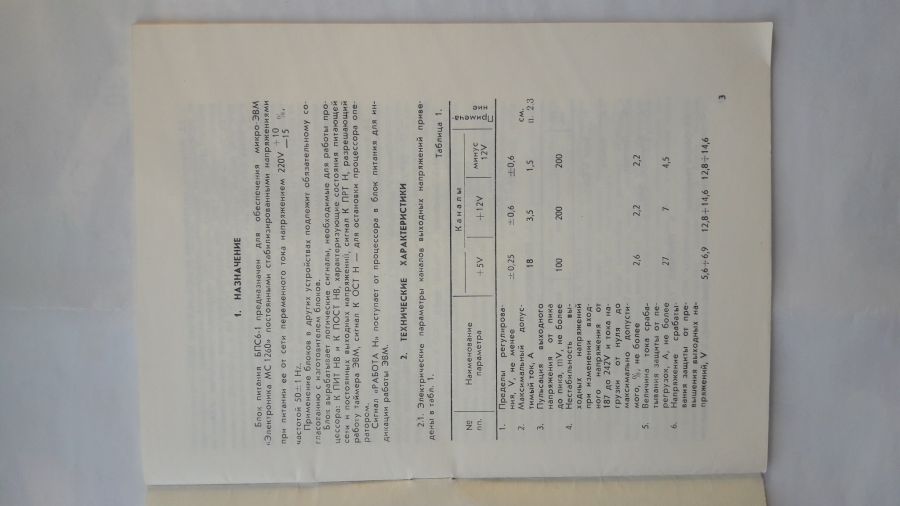 1. НАЗНАЧЕНИЕ
Блок питания БПС6-1 предназначен для обеспечения микро-ЭВМ
«Электроника МС 1260» постоянными стабилизированными напряжениями
при питании ее от сети переменного тока напряжением 220V +10 −15 %,
частотой 50±1 Hz.
Применение блоков в других устройствах подлежит обязательному со-
гласованию с изготовителем блоков.
Блок вырабатывает логические сигналы, необходимые для работы про-
цессора: К ПИТ НВ и К ПОСТ НВ, характеризующие состояния питающей
сети и постоянных выходных напряжений, сигнал К ПРТ Н, разрешающий
работу таймера ЭВМ, сигнал К ОСТ Н — для остановки процессора опе-
ратором.
Сигнал «РАБОТА Н» поступает от процессора в блок питания для ин-
дикации работы ЭВМ.
2. ТЕХНИЧЕСКИЕ ХАРАКТЕРИСТИКИ
2.1. Электрические параметры каналов выходных напряжений приве-
дены в табл. 1.
Таблица 1.
№ пп.
Наименование параметра
Каналы
+5V
+12V
минус 12V
Примеча-
ние
1. Пределы регулирова-
ния, V, не менее ±0,25 ±0,6 ±0,6
2. Максимальный допус-
тимый ток, А 18 3,5 1,5 см. п. 2.3
3. Пульсация выходного
напряжения от пика
до пика, mV, не более 100 200 200
4. Нестабильность вы-
ходных напряжений
при изменении вход-
ного напряжения от
187 до 242V и тока на-
грузки от нуля до
максимально допусти-
мого, %, не более 2,6 2,2 2,2
5. Величина тока сраба-
тывания защиты от пе-
регрузок, А, не более 27 7 4,5
6. Напряжение срабаты-
вания защиты от пре-
вышения выходных на-
пряжений, V 5,6÷6,9 12,8÷14,6 12,8÷14,6
3